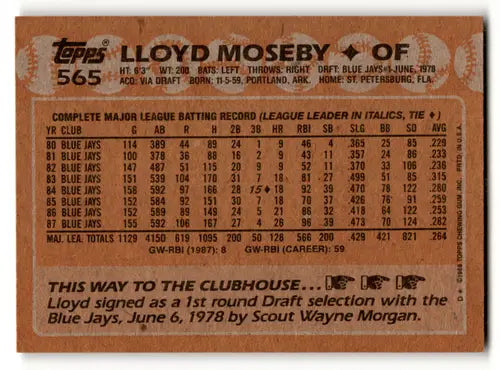 Topps®
565
LLOYD MOSEBY ♦ OF
HT: 6'3" WT: 200 BATS: LEFT THROWS: RIGHT DRFT: BLUE JAYS #1-JUNE, 1978
ACQ: VIA DRAFT BORN: 11-5-59, PORTLAND, ARK. HOME: ST. PETERSBURG, FLA.
COMPLETE MAJOR LEAGUE BATTING RECORD (LEAGUE LEADER IN ITALICS, TIE ♦)
YR CLUB G AB R H 2B 3B HR RBI SB SLG BB SO AVG
80 BLUE JAYS 114 389 44 89 24 1 9 46 4 .365 25 85 .229
81 BLUE JAYS 100 378 36 88 16 2 9 43 11 .357 24 86 .233
82 BLUE JAYS 147 487 51 115 20 9 9 52 11 .370 33 106 .236
83 BLUE JAYS 151 539 104 170 31 7 18 81 27 .499 51 85 .315
84 BLUE JAYS 158 592 97 166 28 15♦ 18 92 39 .470 78 122 .280
85 BLUE JAYS 152 584 92 151 30 7 18 70 37 .426 76 91 .259
86 BLUE JAYS 152 589 89 149 24 5 21 86 32 .418 64 122 .253
87 BLUE JAYS 155 592 106 167 27 4 26 96 39 .473 70 124 .282
MAJ. LEA. TOTALS 1129 4150 619 1095 200 50 128 566 200 .429 421 821 .264
GW-RBI (1987): 8 GW-RBI (CAREER): 59
THIS WAY TO THE CLUBHOUSE...
Lloyd signed as a 1st round Draft selection with the
Blue Jays, June 6, 1978 by Scout Wayne Morgan.
D* © 1988 TOPPS CHEWING GUM, INC. PRTD. IN U.S.A.